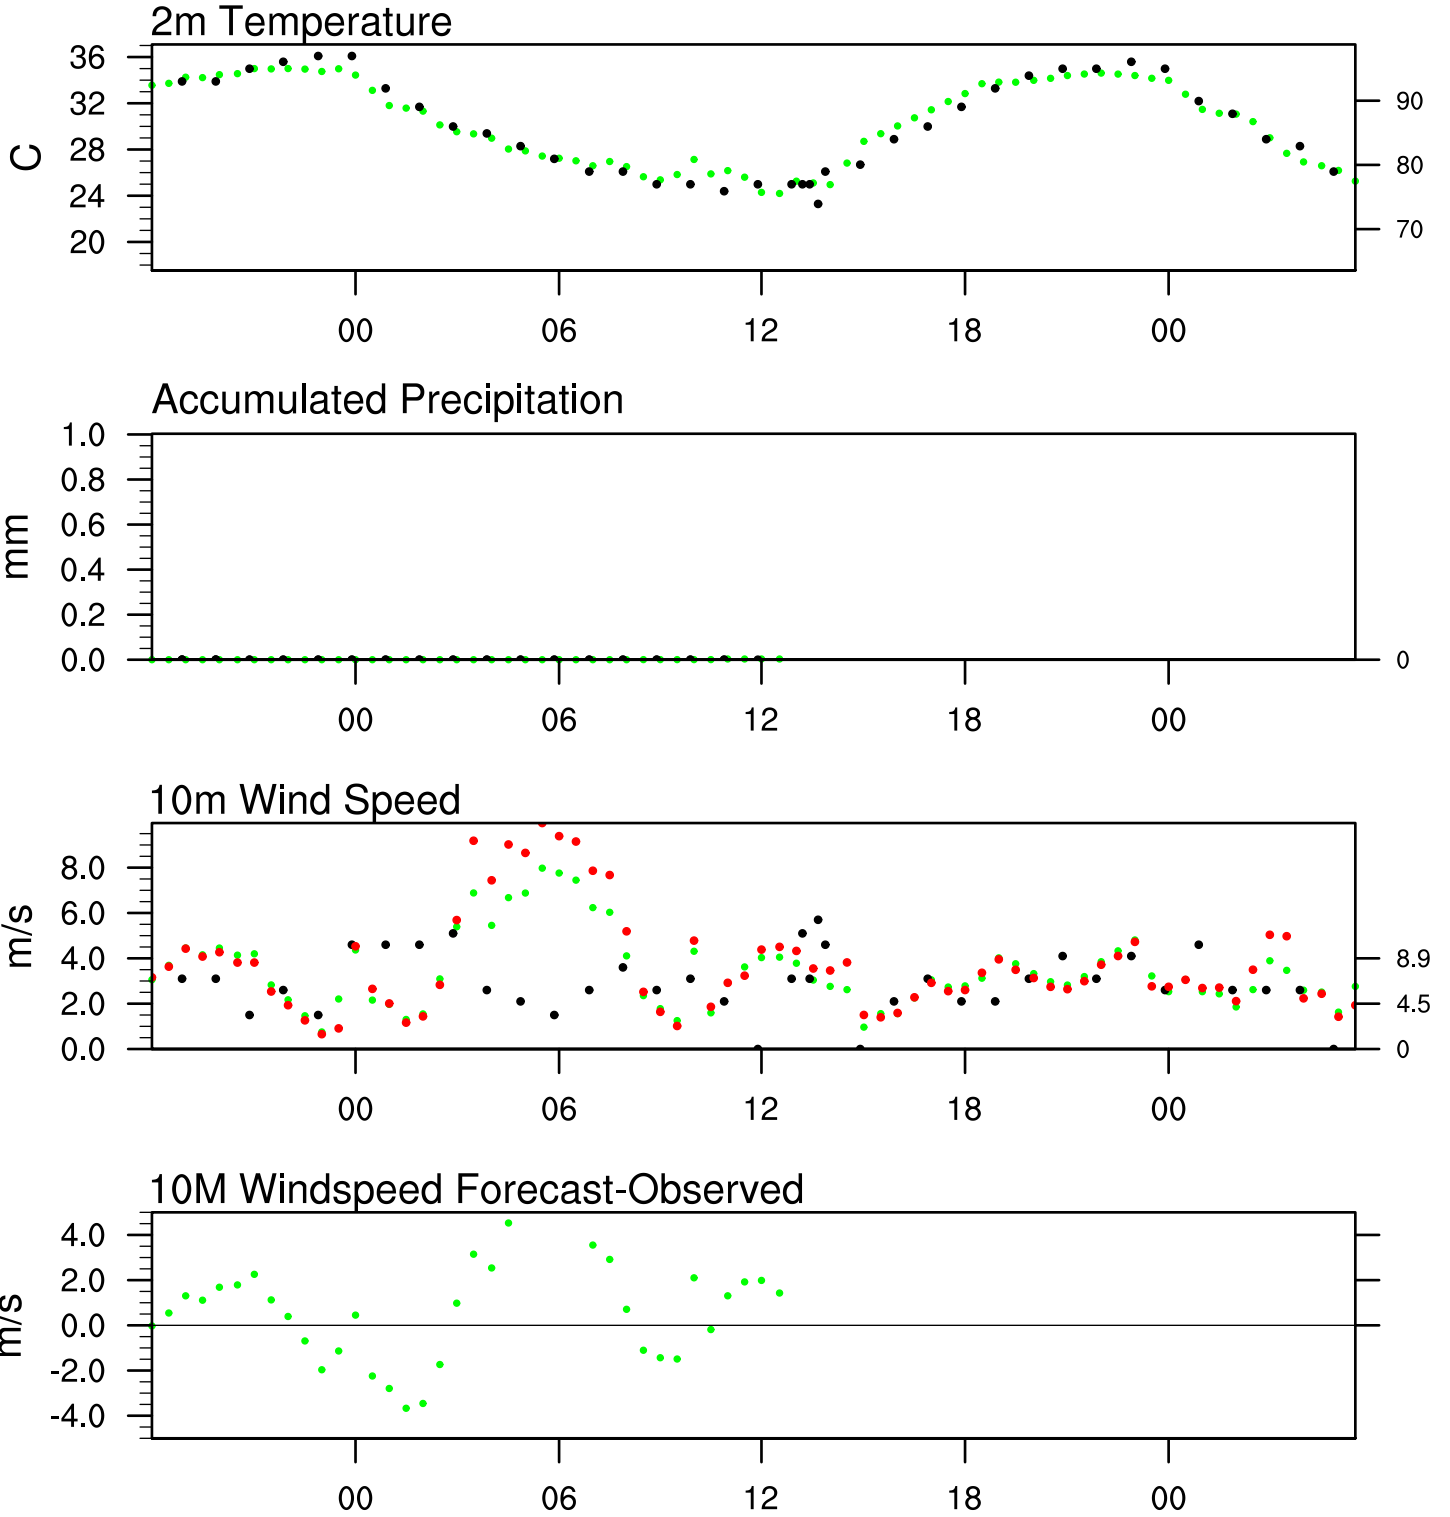 2m Temperature
36
32
28
24
20
C
90
80
70
00 06 12 18 00
Accumulated Precipitation
1.0
0.8
0.6
0.4
0.2
0.0
mm
0
00 06 12 18 00
10m Wind Speed
8.0
6.0
4.0
2.0
0.0
m/s
8.9
4.5
0
00 06 12 18 00
10M Windspeed Forecast-Observed
4.0
2.0
0.0
-2.0
-4.0
m/s
00 06 12 18 00